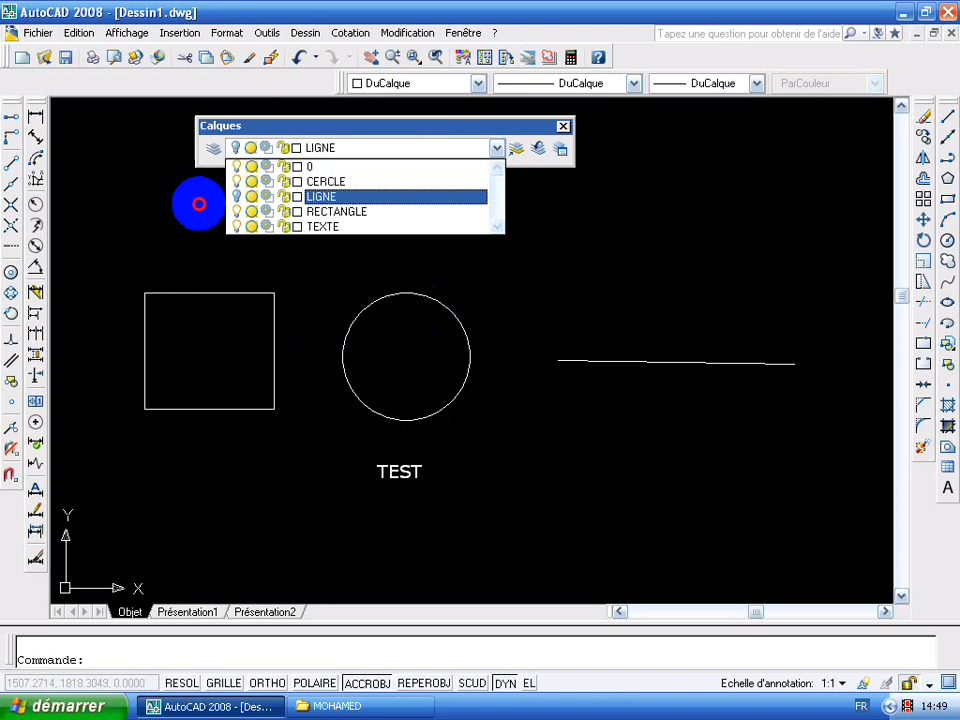 AutoCAD 2008 - [Dessin1.dwg]
Fichier Edition Affichage Insertion Format Outils Dessin Cotation Modification Fenêtre ?
Tapez une question pour obtenir de l'aide
DuCalque DuCalque DuCalque ParCouleur
Calques
LIGNE
0
CERCLE
LIGNE
RECTANGLE
TEXTE
TEST
Y
X
A
Objet Présentation1 Présentation2
Commande:
1507.2714, 1818.3049, 0.0000 RESOL GRILLE ORTHO POLAIRE ACCROBJ REPEROBJ SCUD DYN EL Echelle d'annotation: 1:1
démarrer AutoCAD 2008 - [Des... MOHAMED FR 14:49